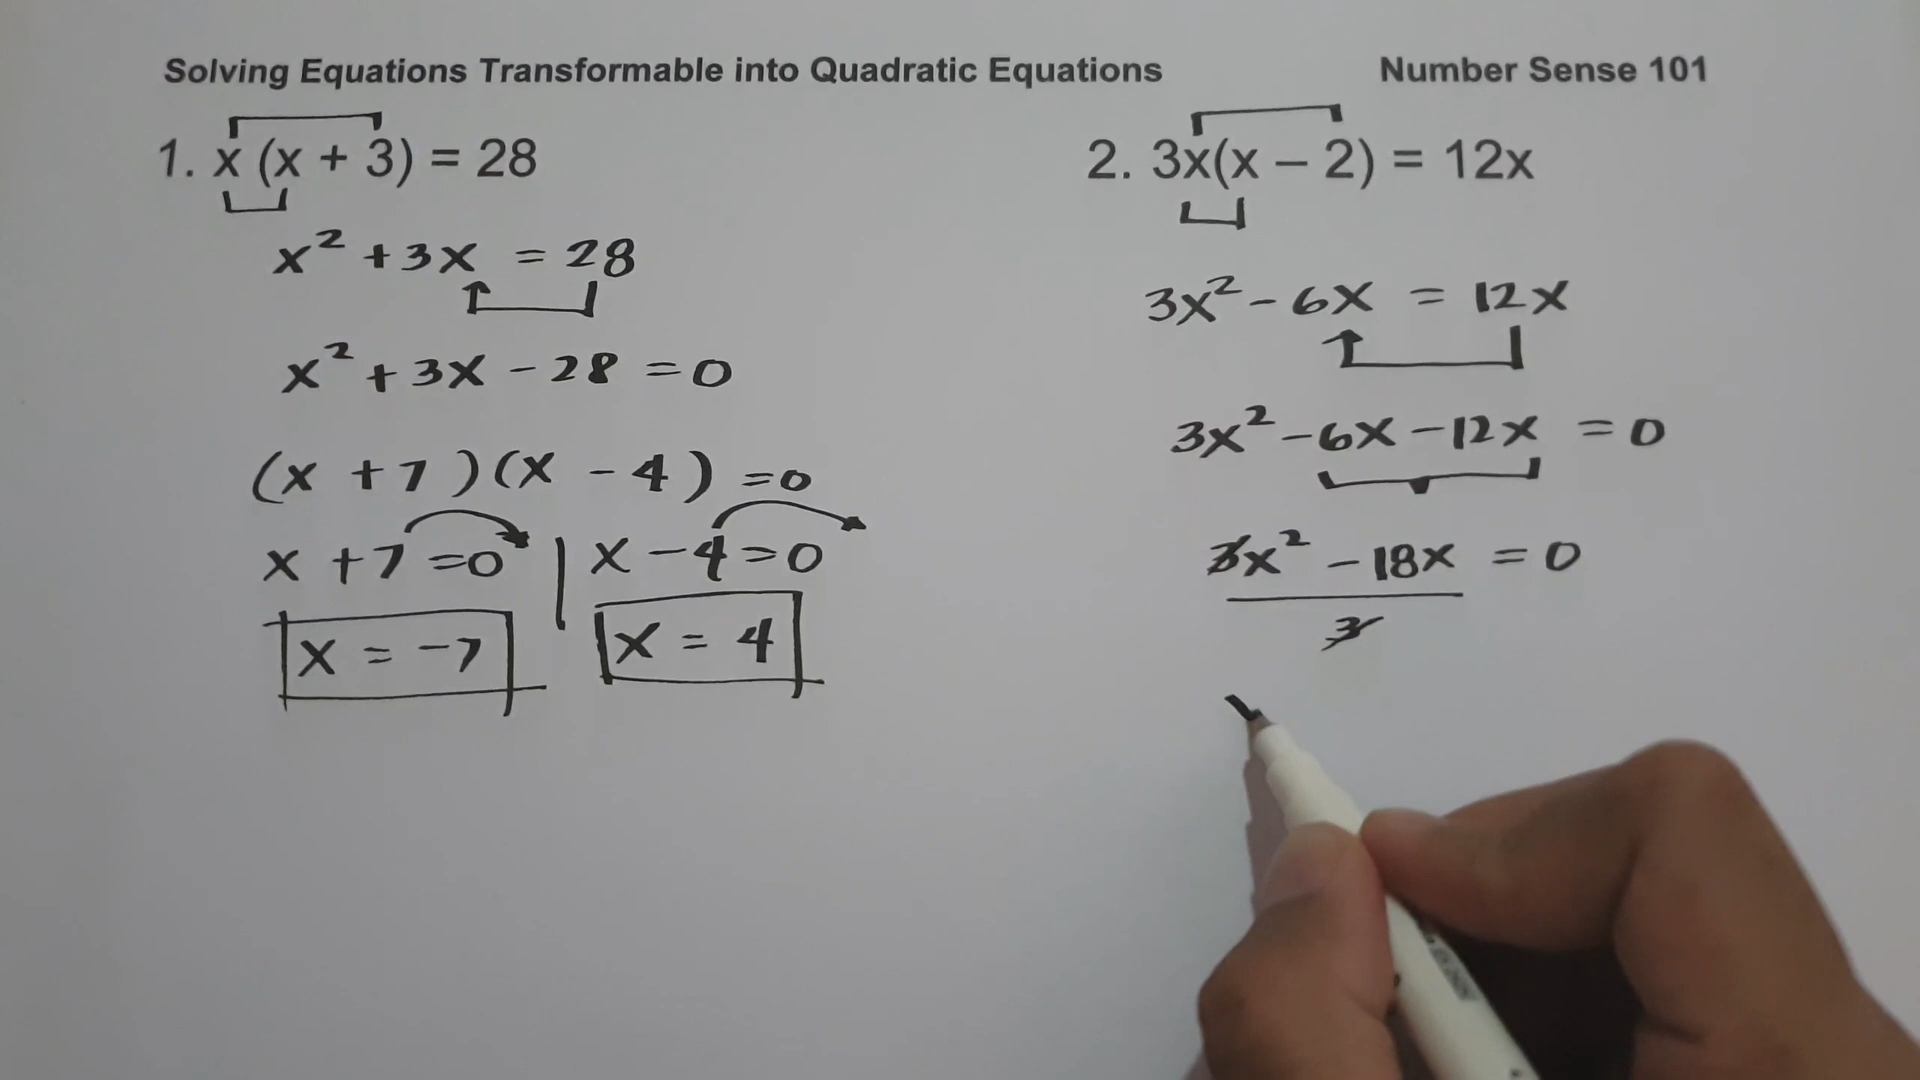 Solving Equations Transformable into Quadratic Equations
Number Sense 101
1. x (x + 3) = 28
x² + 3x = 28
x² + 3x - 28 = 0
(x + 7)(x - 4) = 0
x + 7 = 0 | x - 4 = 0
x = -7
x = 4
2. 3x(x – 2) = 12x
3x² - 6x = 12x
3x² - 6x - 12x = 0
3x² - 18x = 0
3